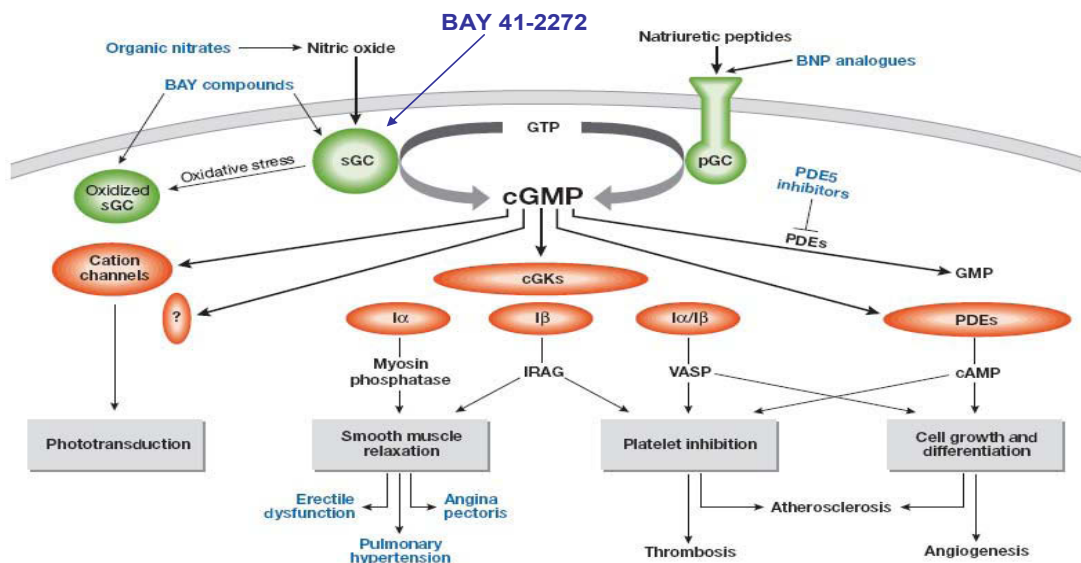 BAY 41-2272
Organic nitrates
Nitric oxide
Natriuretic peptides
BNP analogues
BAY compounds
GTP
sGC
pGC
Oxidative stress
Oxidized
sGC
PDE5
inhibitors
cGMP
PDEs
Cation
channels
cGKs
GMP
?
Iα
Iβ
Iα/Iβ
PDEs
Myosin
phosphatase
IRAG
VASP
cAMP
Phototransduction
Smooth muscle
relaxation
Platelet inhibition
Cell growth and
differentiation
Erectile
dysfunction
Angina
pectoris
Atherosclerosis
Pulmonary
hypertension
Thrombosis
Angiogenesis